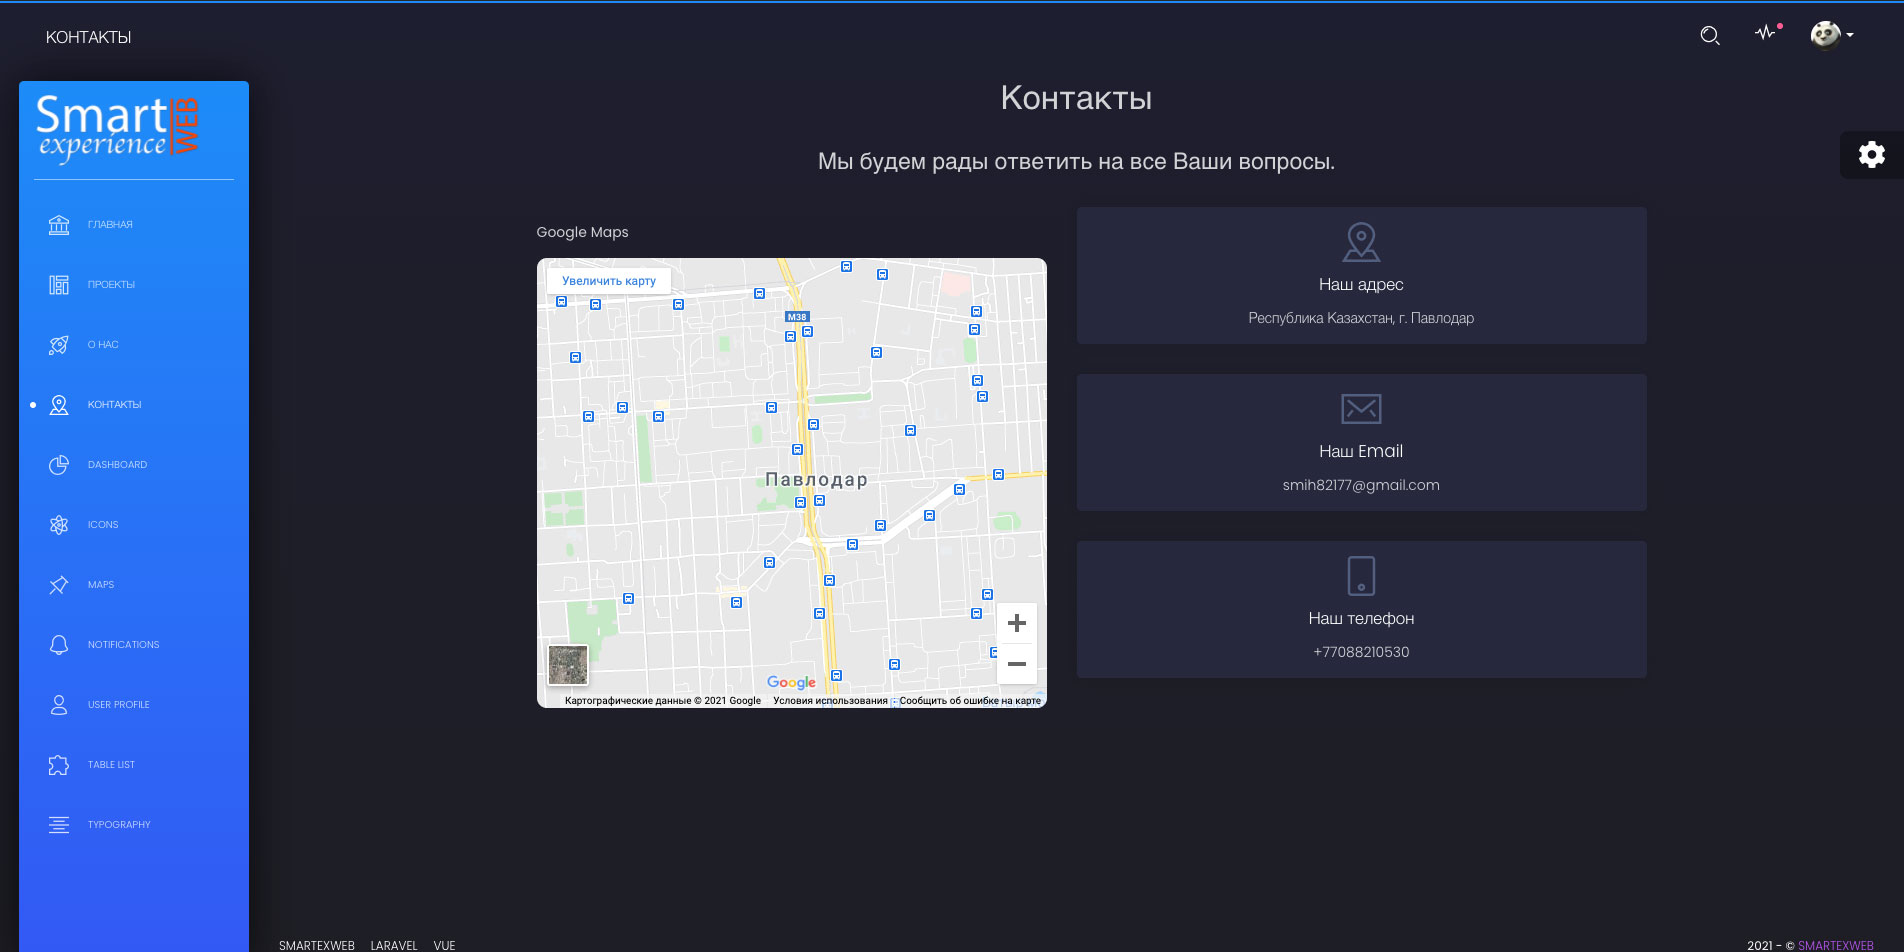 КОНТАКТЫ
Smart
experience
WEB
ГЛАВНАЯ
ПРОЕКТЫ
О НАС
КОНТАКТЫ
DASHBOARD
ICONS
MAPS
NOTIFICATIONS
USER PROFILE
TABLE LIST
TYPOGRAPHY
Контакты
Мы будем рады ответить на все Ваши вопросы.
Google Maps
Увеличить карту
M38
Павлодар
Google
Картографические данные © 2021 Google Условия использования Сообщить об ошибке на карте
Наш адрес
Республика Казахстан, г. Павлодар
Наш Email
smih82177@gmail.com
Наш телефон
+77088210530
SMARTEXWEB LARAVEL VUE
2021 - © SMARTEXWEB